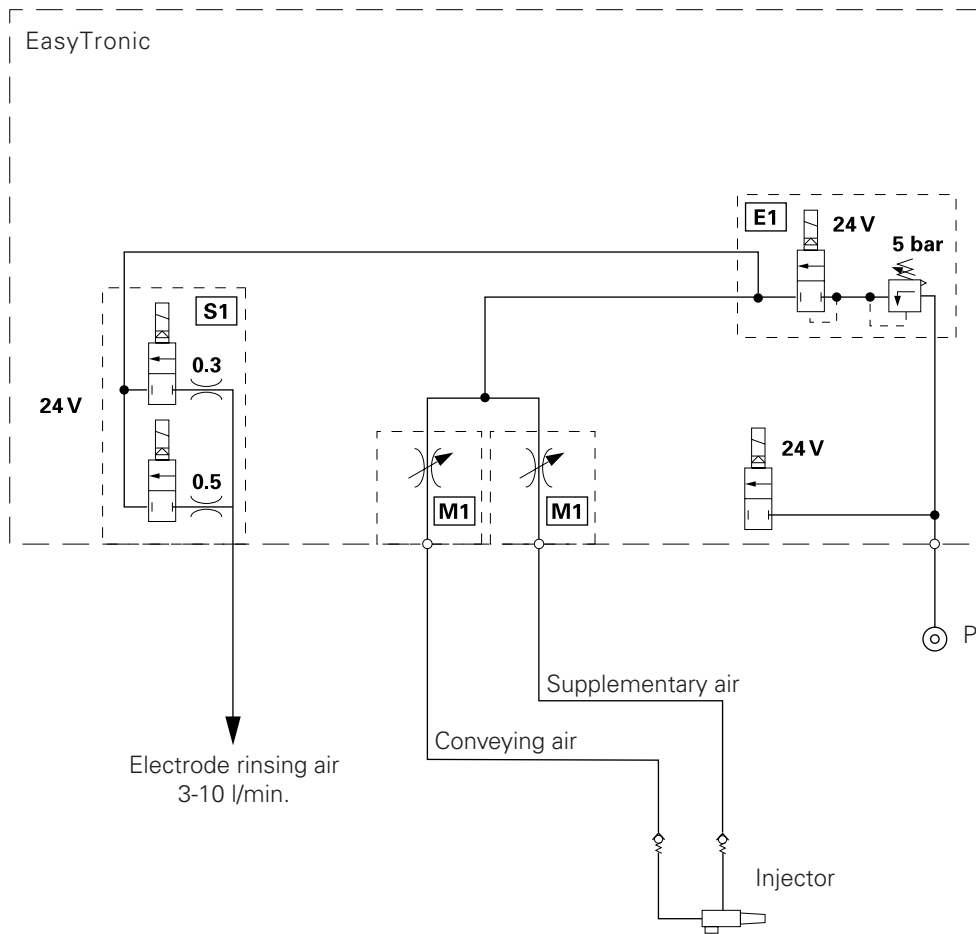 EasyTronic
E1
24 V
5 bar
S1
0.3
24 V
0.5
24 V
M1
M1
P
Supplementary air
Conveying air
Electrode rinsing air
3-10 l/min.
Injector